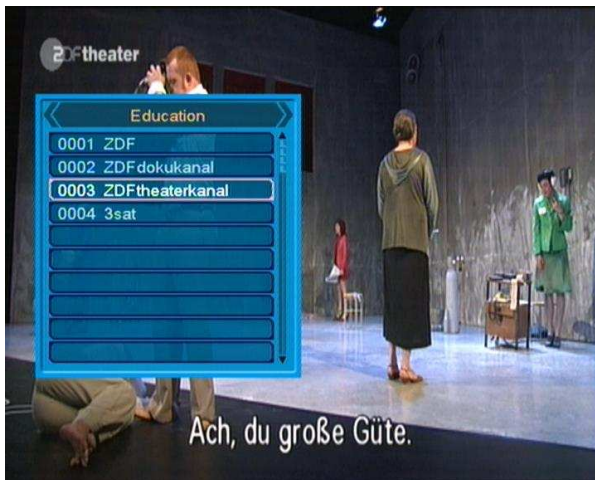 ZDFtheater
Education
0001 ZDF
0002 ZDFdokukanal
0003 ZDFtheaterkanal
0004 3sat
Ach, du große Güte.